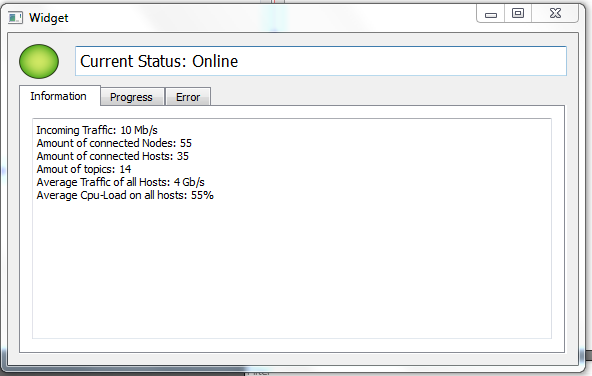 Widget
Current Status: Online
Information Progress Error
Incoming Traffic: 10 Mb/s
Amount of connected Nodes: 55
Amount of connected Hosts: 35
Amout of topics: 14
Average Traffic of all Hosts: 4 Gb/s
Average Cpu-Load on all hosts: 55%